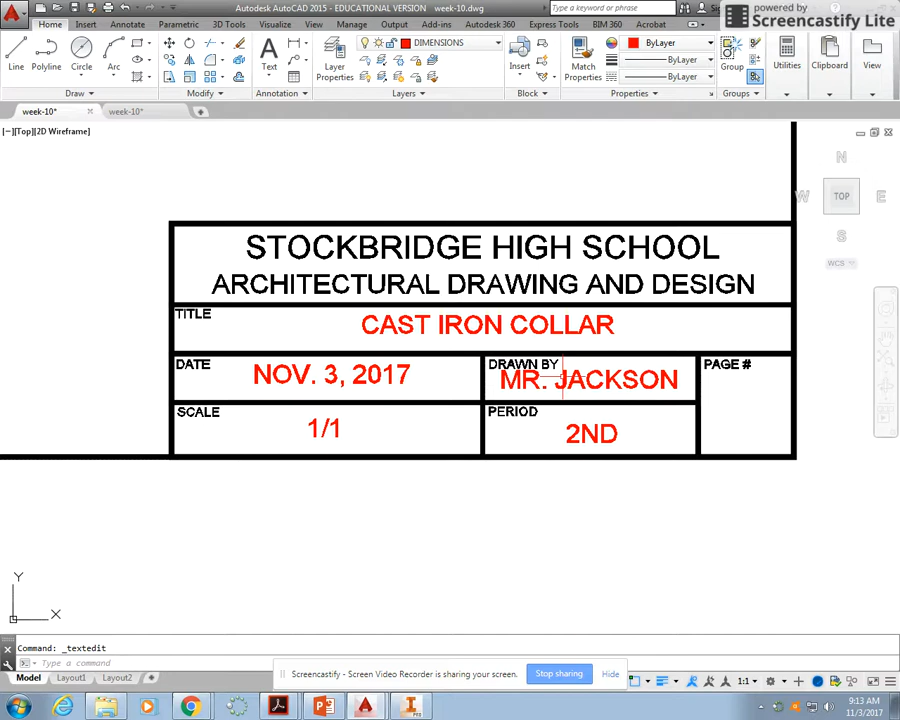 Autodesk AutoCAD 2015 - EDUCATIONAL VERSION week-10.dwg
Type a keyword or phrase
powered by
Screencastify Lite
Home Insert Annotate Parametric 3D Tools Visualize View Manage Output Add-ins Autodesk 360 Express Tools BIM 360 Acrobat
Line Polyline Circle Arc
Text
Layer Properties
DIMENSIONS
Insert
Match Properties
ByLayer
ByLayer
ByLayer
Group
Utilities Clipboard View
Draw Modify Annotation Layers Block Properties Groups
week-10* week-10*
[−][Top][2D Wireframe]
N
W TOP E
S
WCS
STOCKBRIDGE HIGH SCHOOL
ARCHITECTURAL DRAWING AND DESIGN
TITLE
CAST IRON COLLAR
DATE
NOV. 3, 2017
DRAWN BY
MR. JACKSON
PAGE #
SCALE
1/1
PERIOD
2ND
Y
X
Command: _textedit
Type a command
Model Layout1 Layout2
Screencastify - Screen Video Recorder is sharing your screen. Stop sharing Hide
1:1
9:13 AM
11/3/2017